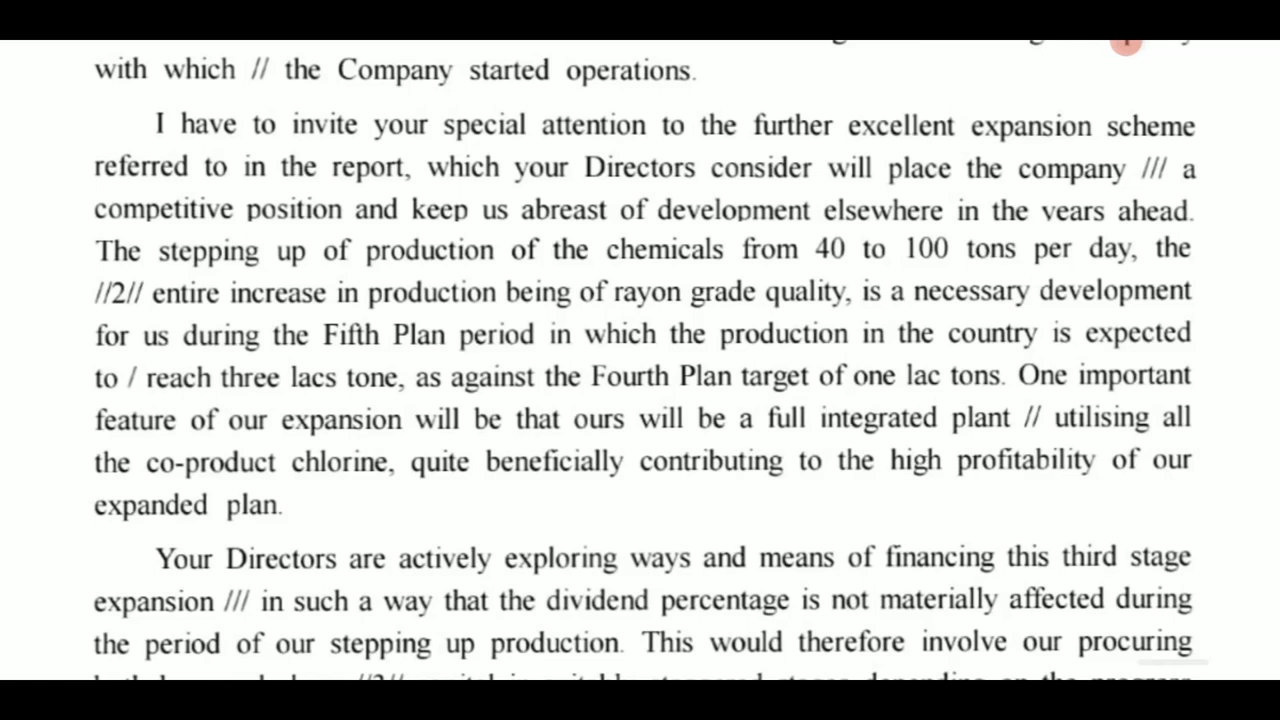 with which // the Company started operations.
I have to invite your special attention to the further excellent expansion scheme
referred to in the report, which your Directors consider will place the company /// a
competitive position and keep us abreast of development elsewhere in the years ahead.
The stepping up of production of the chemicals from 40 to 100 tons per day, the
//2// entire increase in production being of rayon grade quality, is a necessary development
for us during the Fifth Plan period in which the production in the country is expected
to / reach three lacs tone, as against the Fourth Plan target of one lac tons. One important
feature of our expansion will be that ours will be a full integrated plant // utilising all
the co-product chlorine, quite beneficially contributing to the high profitability of our
expanded plan.
Your Directors are actively exploring ways and means of financing this third stage
expansion /// in such a way that the dividend percentage is not materially affected during
the period of our stepping up production. This would therefore involve our procuring